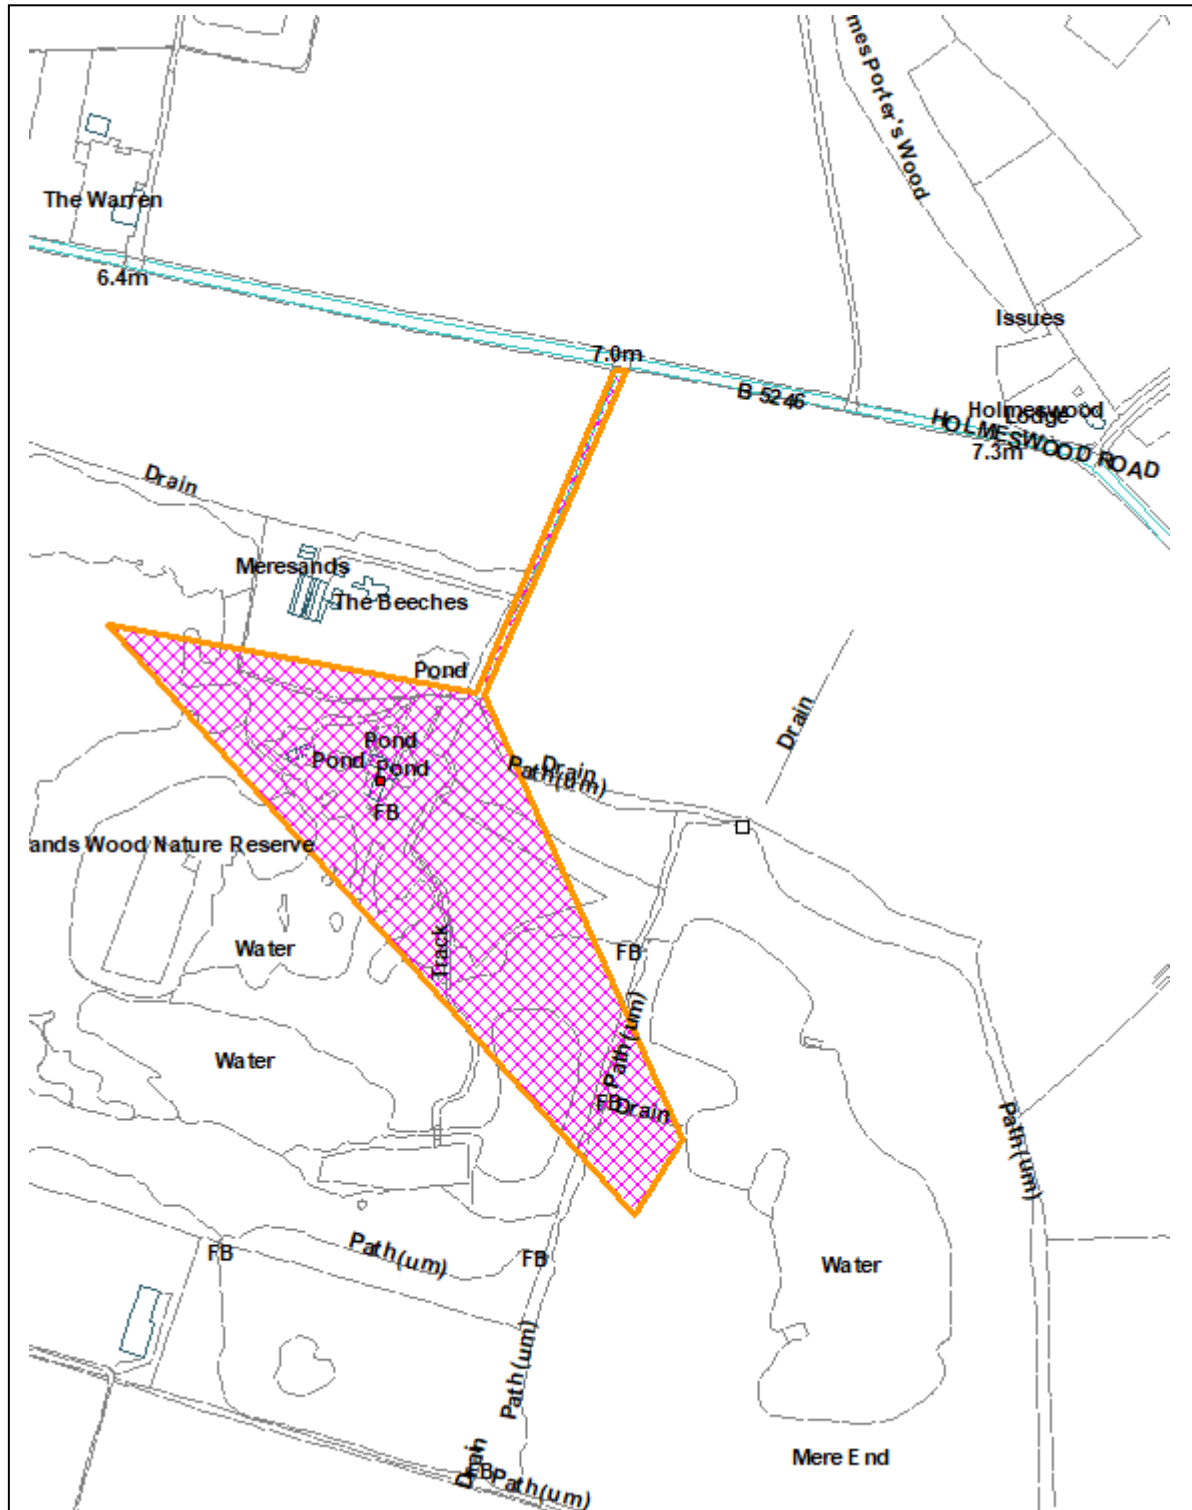 mes Porter's Wood
The Warren
6.4m
Issues
7.0m
B 5246
Holmeswood
Lodge
HOLMESWOOD ROAD
7.3m
Drain
Meresands
The Beeches
Pond
Drain
Pond
Pond
Pond
Drain
Path (um)
FB
ands Wood Nature Reserve
Water
Track
FB
Path (um)
Water
FB
Drain
Path (um)
Path (um)
FB
FB
Water
Path (um)
Mere End
Drain
FB
Path (um)